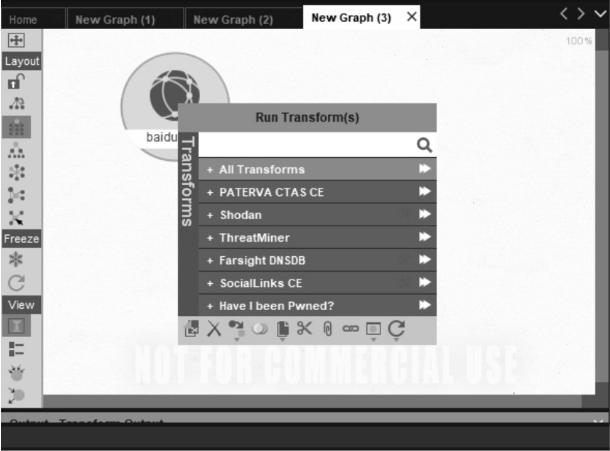 Home New Graph (1) New Graph (2) New Graph (3)
100%
Layout
baidu
Run Transform(s)
Transforms
+ All Transforms
+ PATERVA CTAS CE
+ Shodan
+ ThreatMiner
+ Farsight DNSDB
+ SocialLinks CE
+ Have I been Pwned?
Freeze
View
NOT FOR COMMERCIAL USE
Output - Transform Output